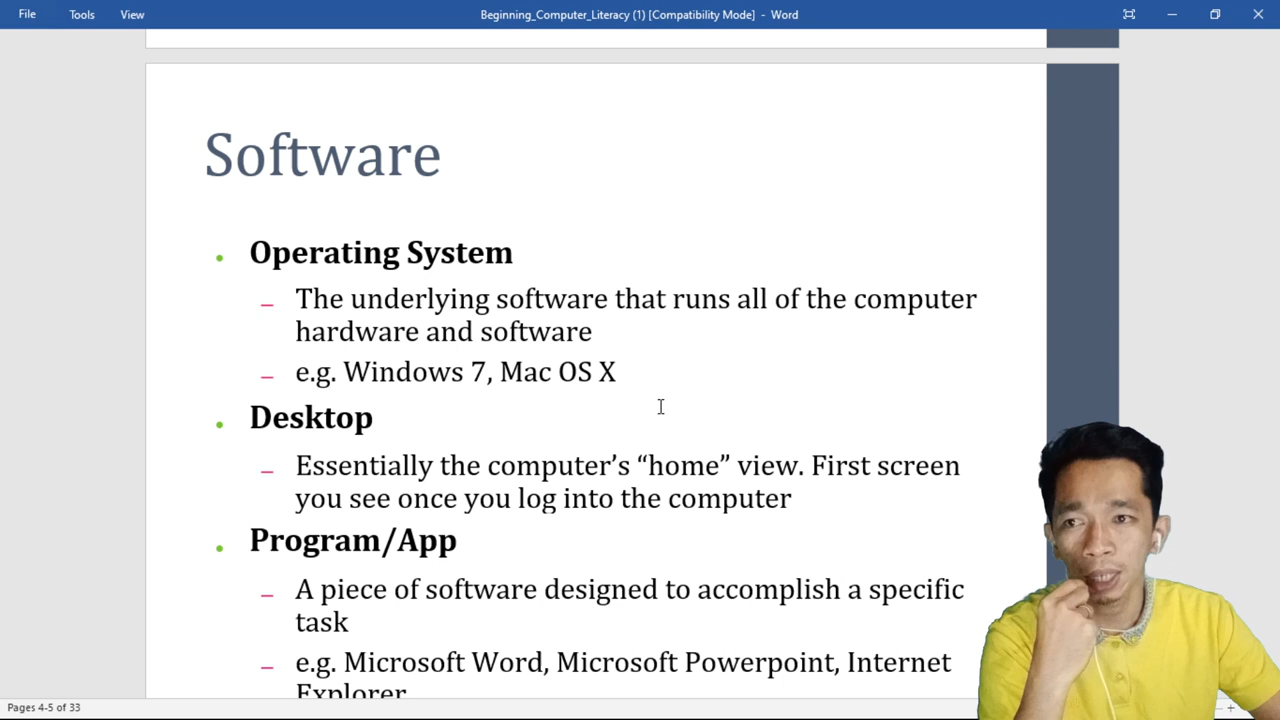 File Tools View Beginning_Computer_Literacy (1) [Compatibility Mode] - Word
Software
• Operating System
– The underlying software that runs all of the computer
hardware and software
– e.g. Windows 7, Mac OS X
• Desktop
– Essentially the computer’s “home” view. First screen
you see once you log into the computer
• Program/App
– A piece of software designed to accomplish a specific
task
– e.g. Microsoft Word, Microsoft Powerpoint, Internet
Explorer
Pages 4-5 of 33